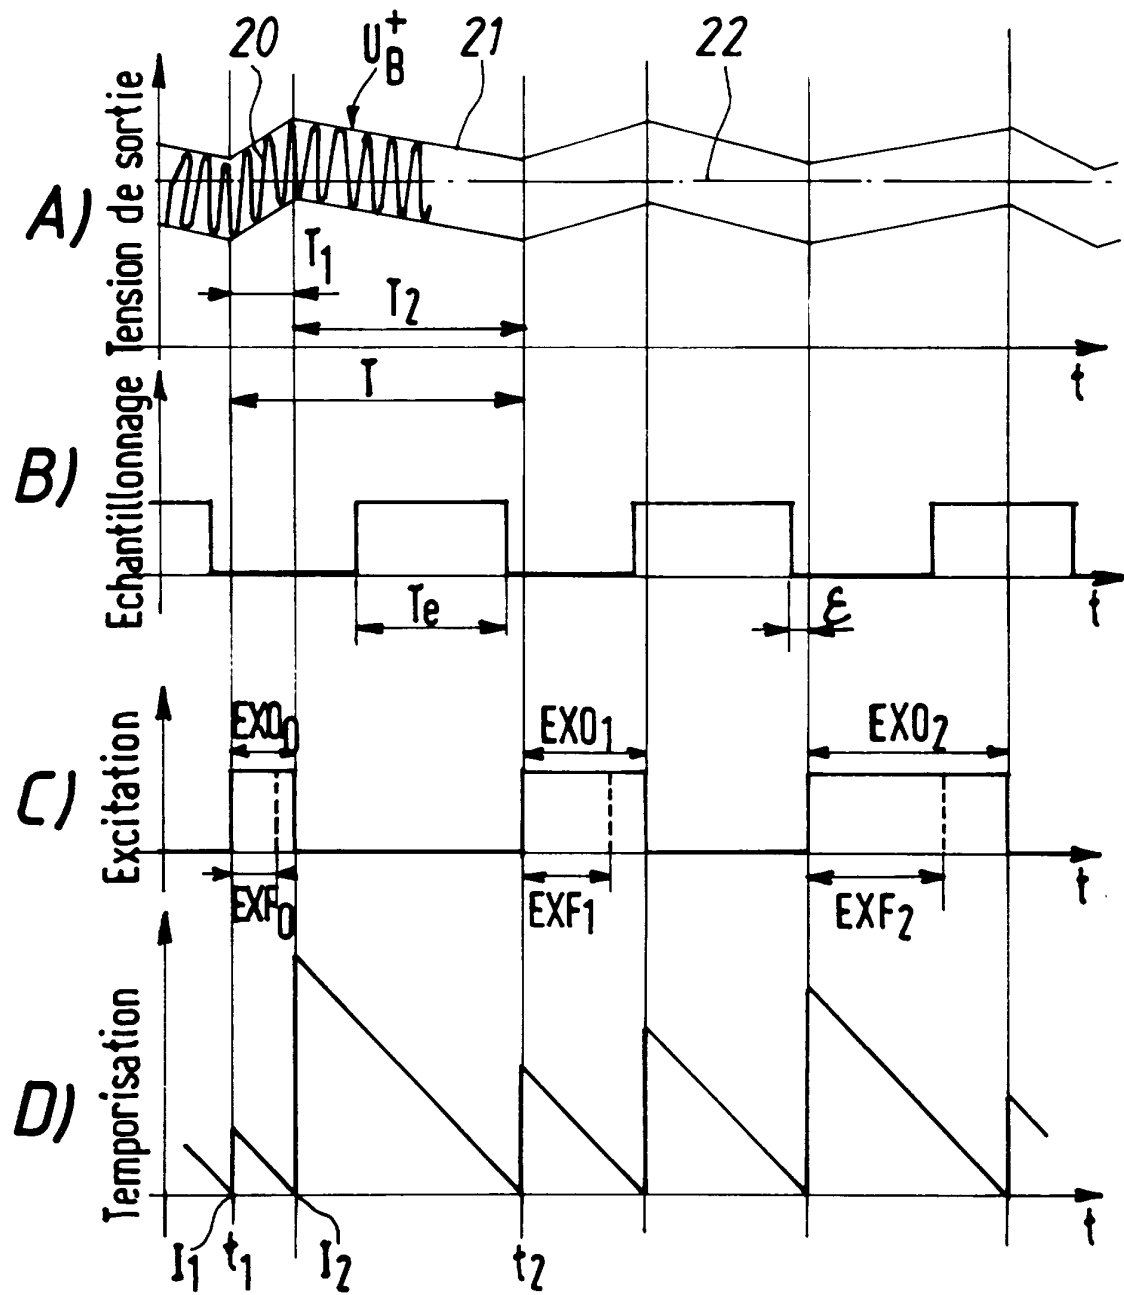 20
U_B^+
21
22
A)
Tension de sortie
T1
T2
t
T
B)
Echantillonnage
Te
ε
t
C)
Excitation
EXO0
EXO1
EXO2
EXF0
EXF1
EXF2
t
D)
Temporisation
I1
t1
I2
t2
t